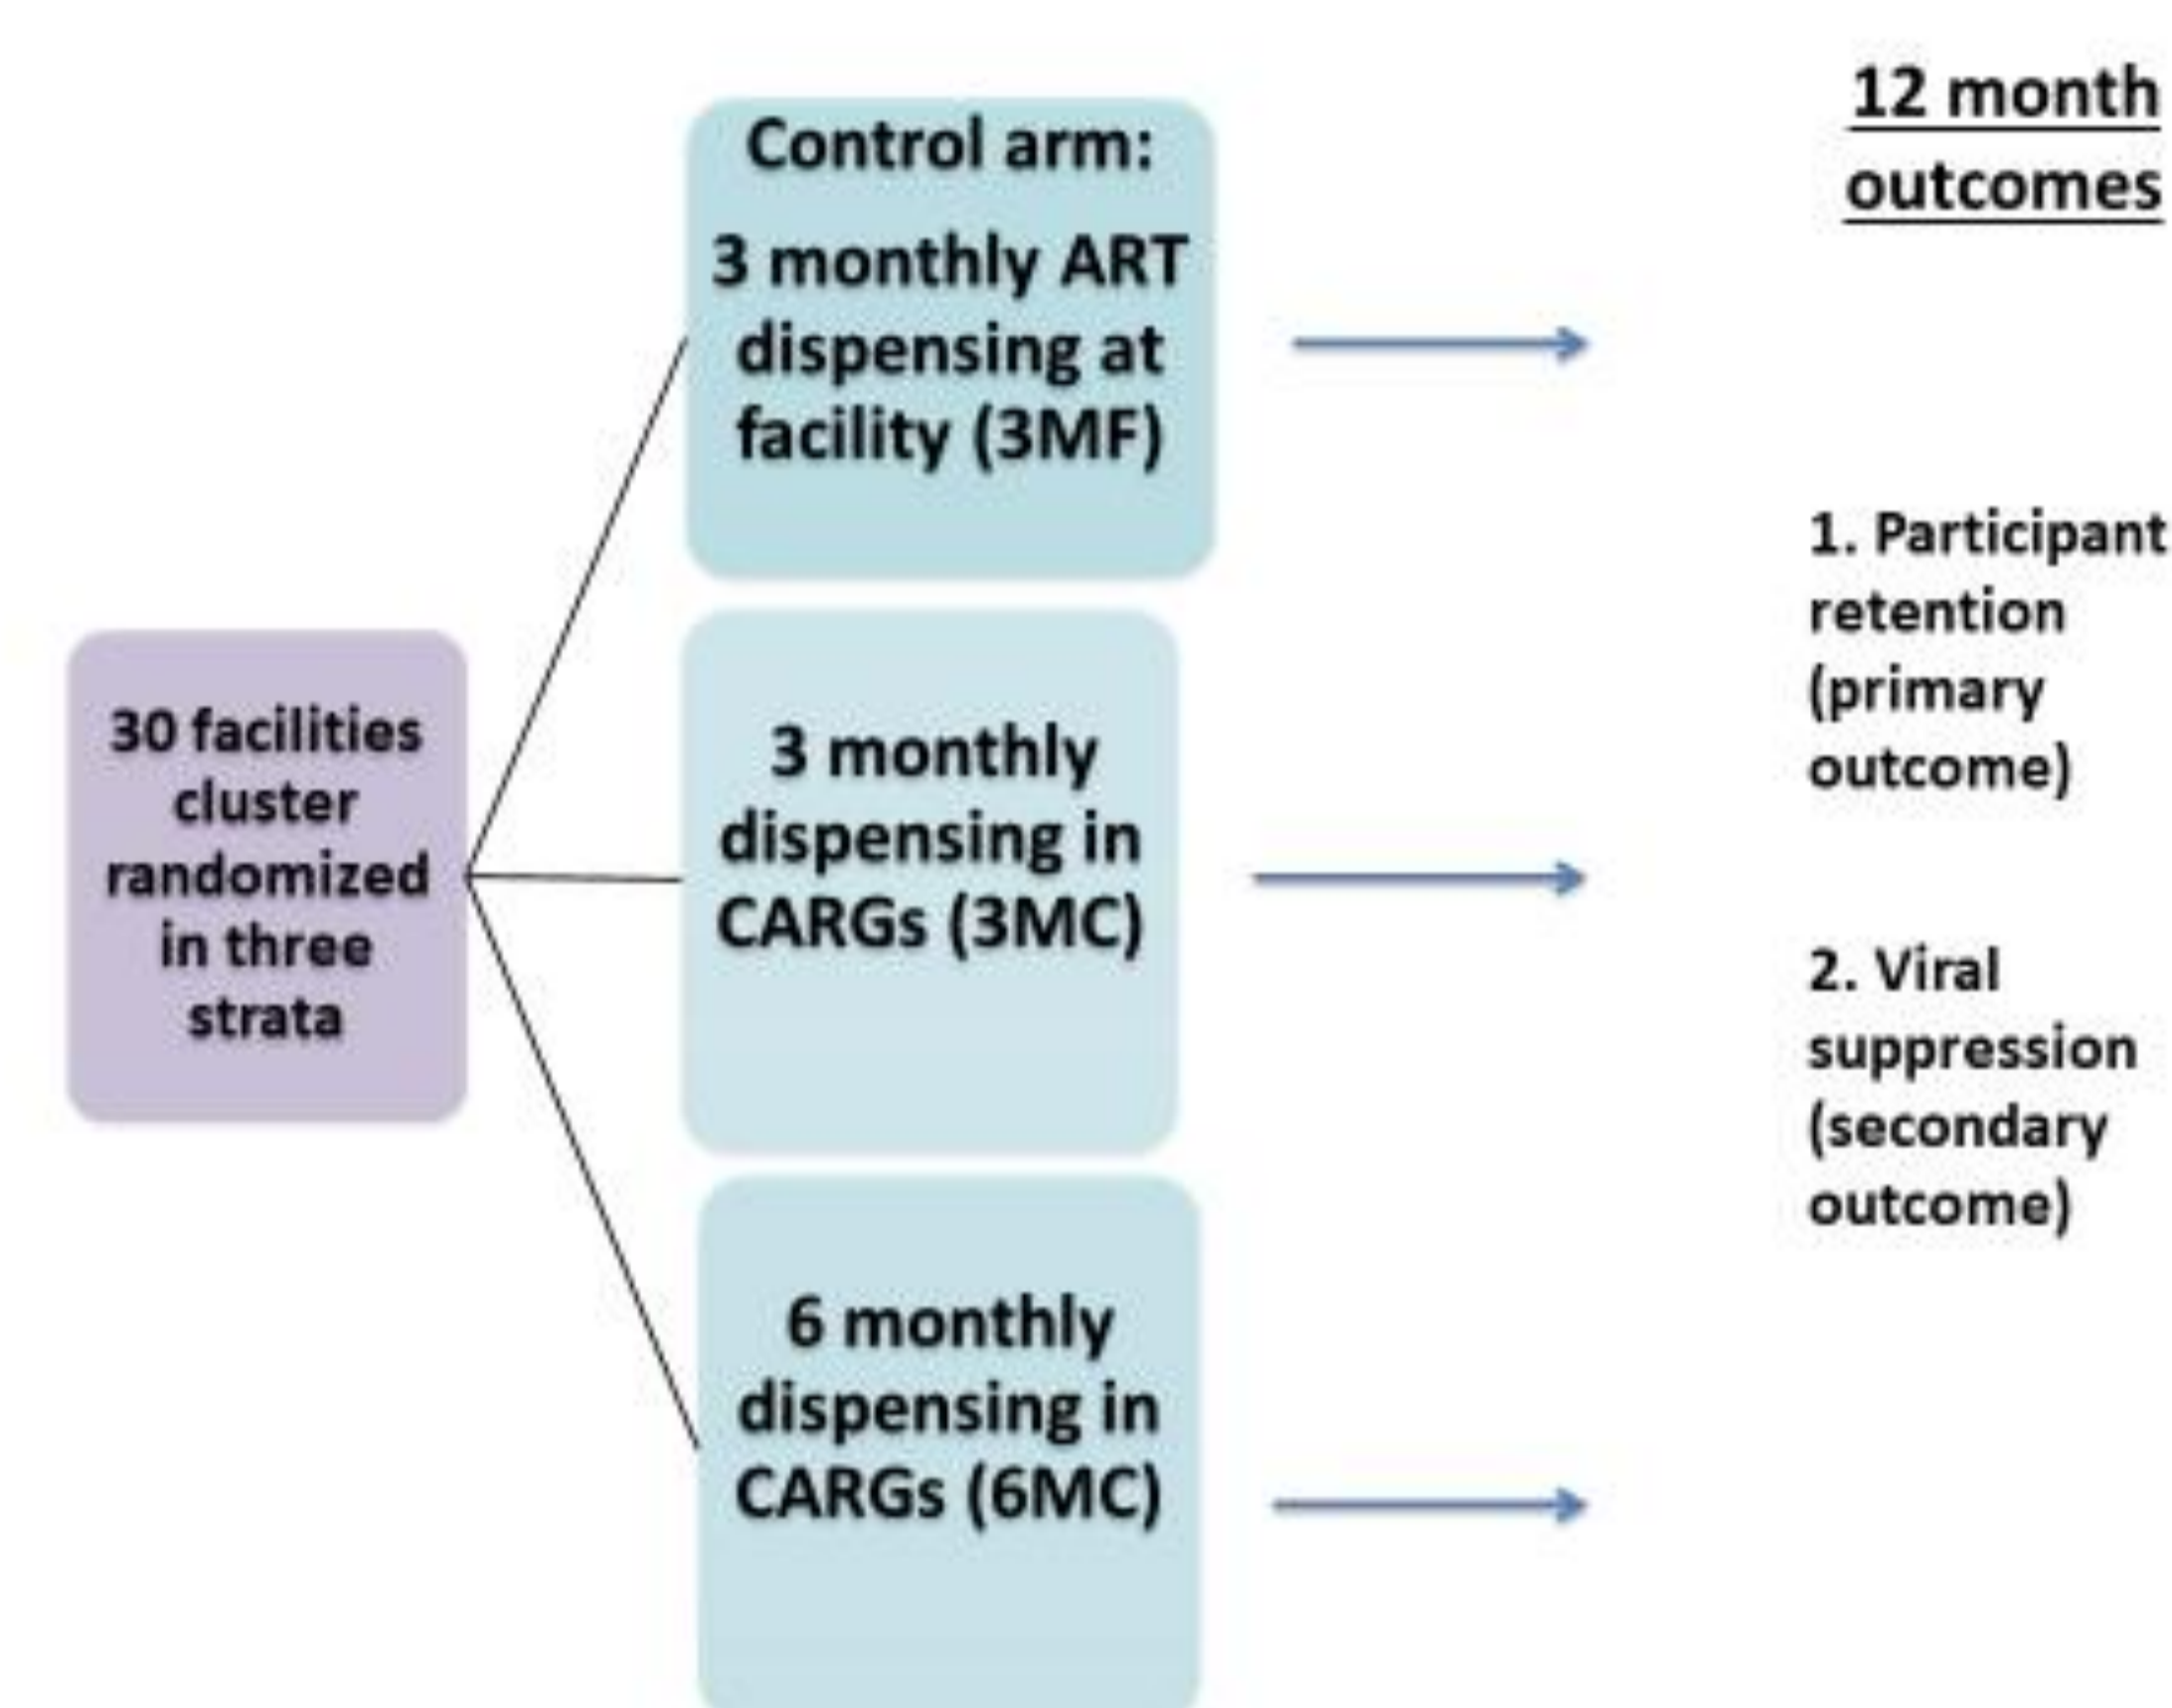 30 facilities
cluster
randomized
in three
strata
Control arm:
3 monthly ART
dispensing at
facility (3MF)
3 monthly
dispensing in
CARGs (3MC)
6 monthly
dispensing in
CARGs (6MC)
12 month
outcomes
1. Participant
retention
(primary
outcome)
2. Viral
suppression
(secondary
outcome)